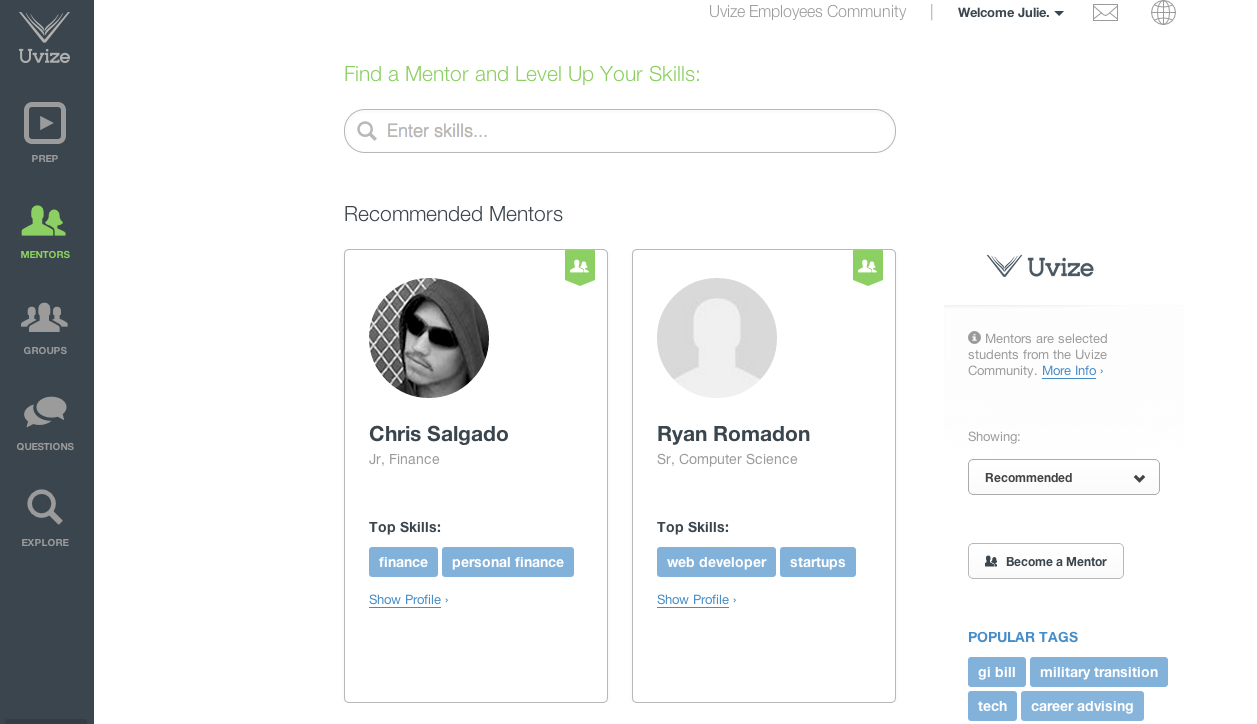 Uvize
PREP
MENTORS
GROUPS
QUESTIONS
EXPLORE
Uvize Employees Community | Welcome Julie.
Find a Mentor and Level Up Your Skills:
Enter skills...
Recommended Mentors
Chris Salgado
Jr, Finance
Top Skills:
finance personal finance
Show Profile ›
Ryan Romadon
Sr, Computer Science
Top Skills:
web developer startups
Show Profile ›
Uvize
Mentors are selected
students from the Uvize
Community. More Info ›
Showing:
Recommended
Become a Mentor
POPULAR TAGS
gi bill military transition
tech career advising